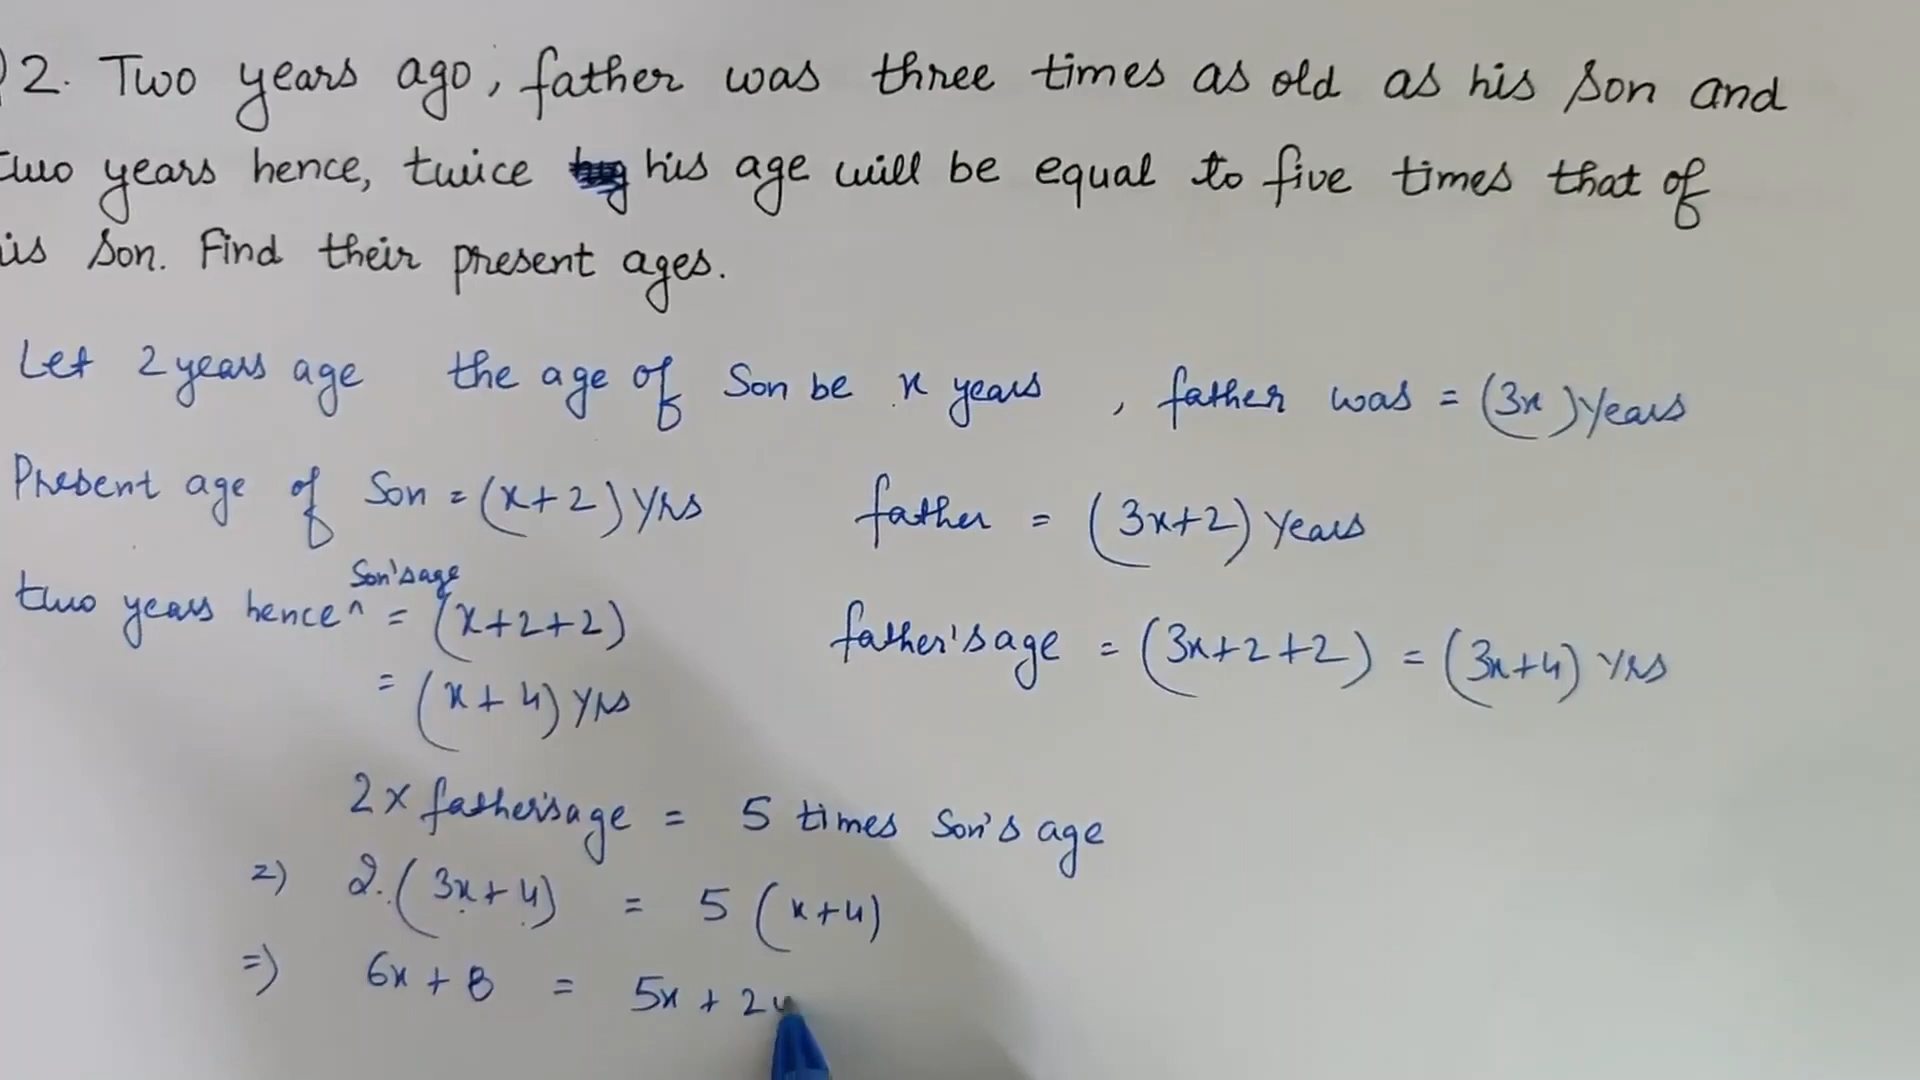 2. Two years ago, father was three times as old as his son and
two years hence, twice his age will be equal to five times that of
is son. Find their present ages.
Let 2 years age the age of Son be x years , father was = (3x) Years
Present age of Son = (x+2) Yrs father = (3x+2) Years
Son's age
two years hence ^ = (x+2+2) father's age = (3x+2+2) = (3x+4) Yrs
= (x+4) Yrs
2x father's age = 5 times Son's age
=) 2.(3x+4) = 5(x+4)
=) 6x+8 = 5x+2